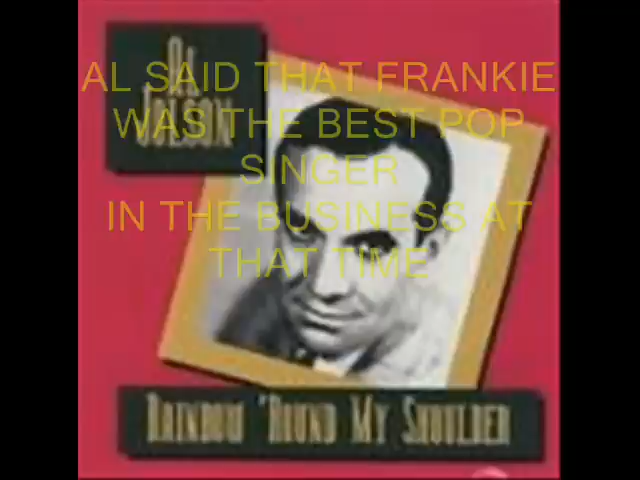 AL JOLSON
AL SAID THAT FRANKIE
WAS THE BEST POP
SINGER
IN THE BUSINESS AT
THAT TIME
RAINBOW 'ROUND MY SHOULDER